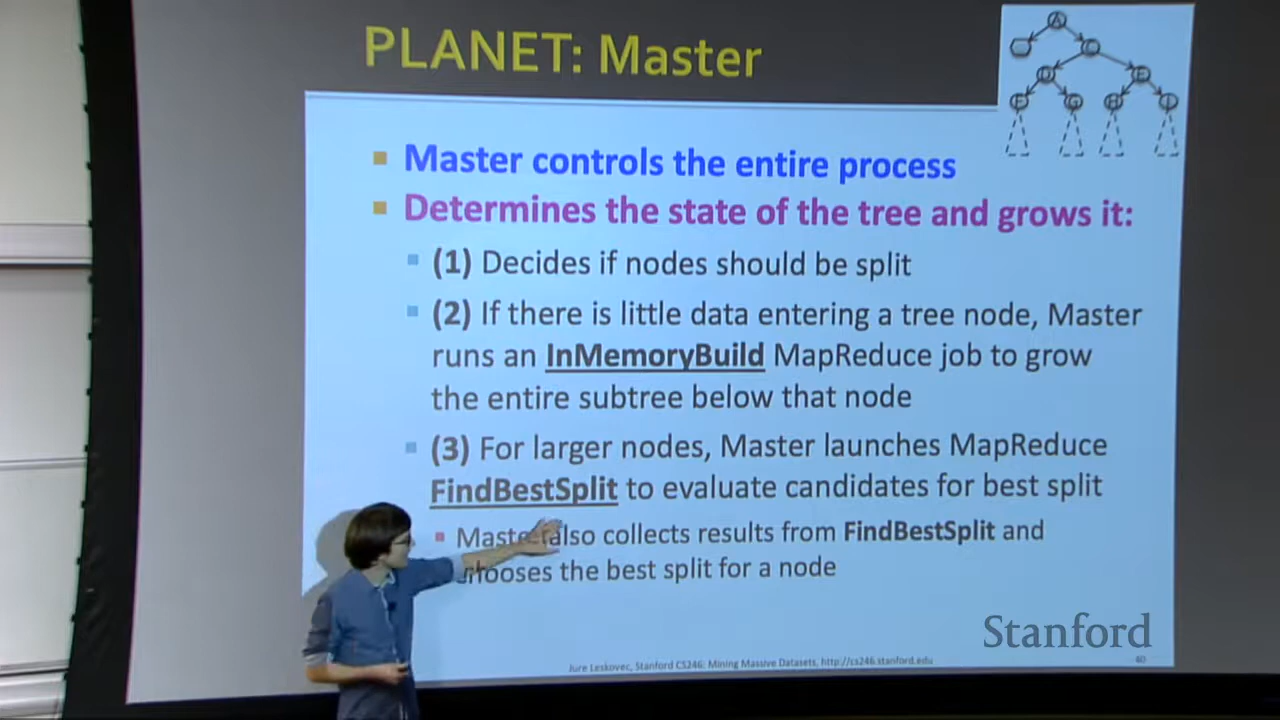 PLANET: Master
Master controls the entire process
Determines the state of the tree and grows it:
(1) Decides if nodes should be split
(2) If there is little data entering a tree node, Master
runs an InMemoryBuild MapReduce job to grow
the entire subtree below that node
(3) For larger nodes, Master launches MapReduce
FindBestSplit to evaluate candidates for best split
also collects results from FindBestSplit and
the best split for a node
A
C
D
E
F
G
H
I
Stanford
Jure Leskovec, Stanford CS246: Mining Massive Datasets, http://cs246.stanford.edu
40